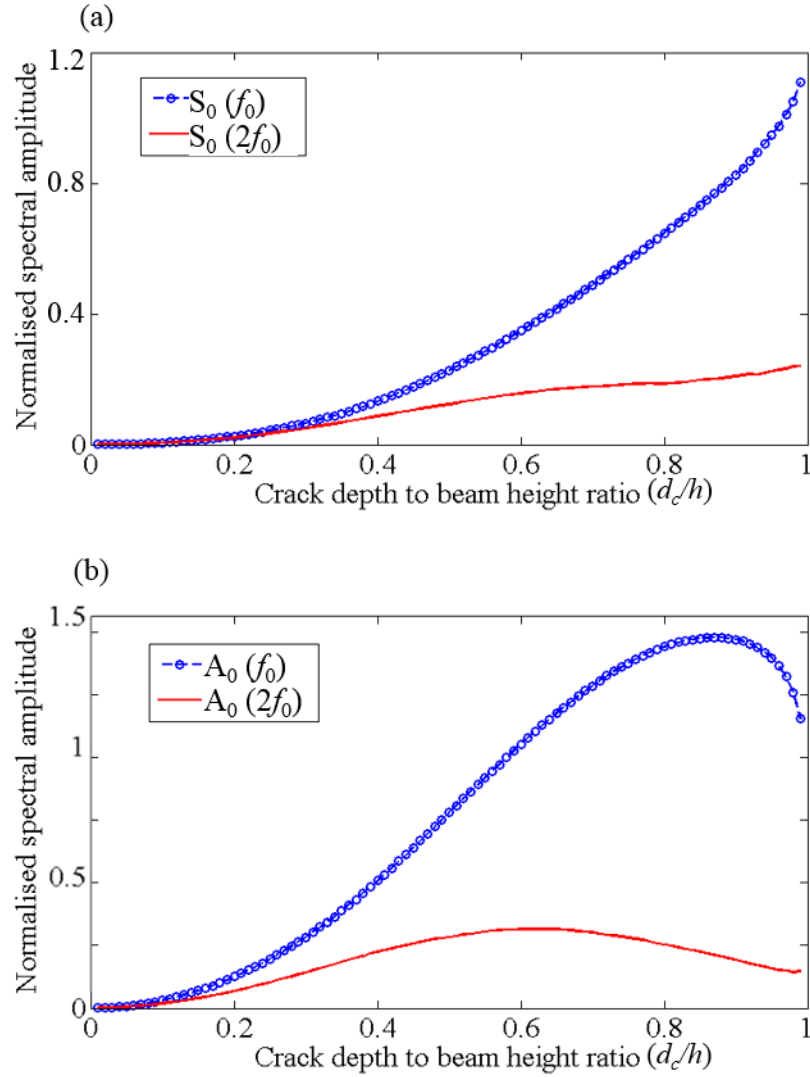 (a)
1.2
0.8
0.4
0
S₀ (f₀)
S₀ (2f₀)
Normalised spectral amplitude
0 0.2 0.4 0.6 0.8 1
Crack depth to beam height ratio (d_c/h)
(b)
1.5
1
0.5
0
A₀ (f₀)
A₀ (2f₀)
Normalised spectral amplitude
0 0.2 0.4 0.6 0.8 1
Crack depth to beam height ratio (d_c/h)